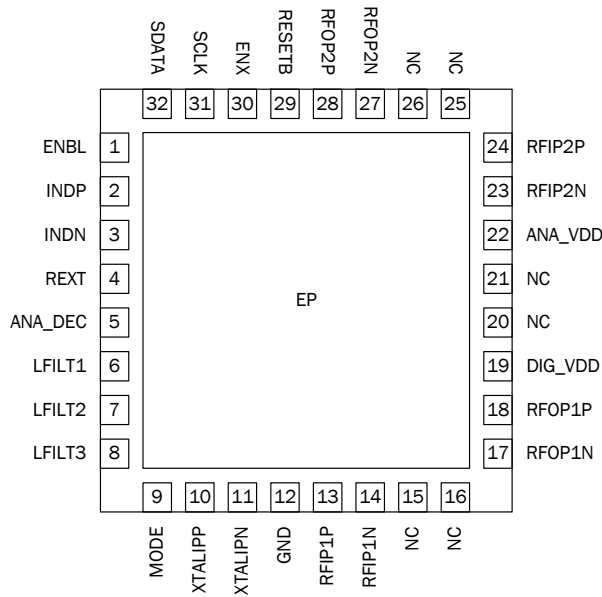 SDATA
SCLK
ENX
RESETB
RFOP2P
RFOP2N
NC
NC
32
31
30
29
28
27
26
25
ENBL 1
INDP 2
INDN 3
REXT 4
ANA_DEC 5
LFILT1 6
LFILT2 7
LFILT3 8
EP
24 RFIP2P
23 RFIP2N
22 ANA_VDD
21 NC
20 NC
19 DIG_VDD
18 RFOP1P
17 RFOP1N
9
10
11
12
13
14
15
16
MODE
XTALIPP
XTALIPN
GND
RFIP1P
RFIP1N
NC
NC